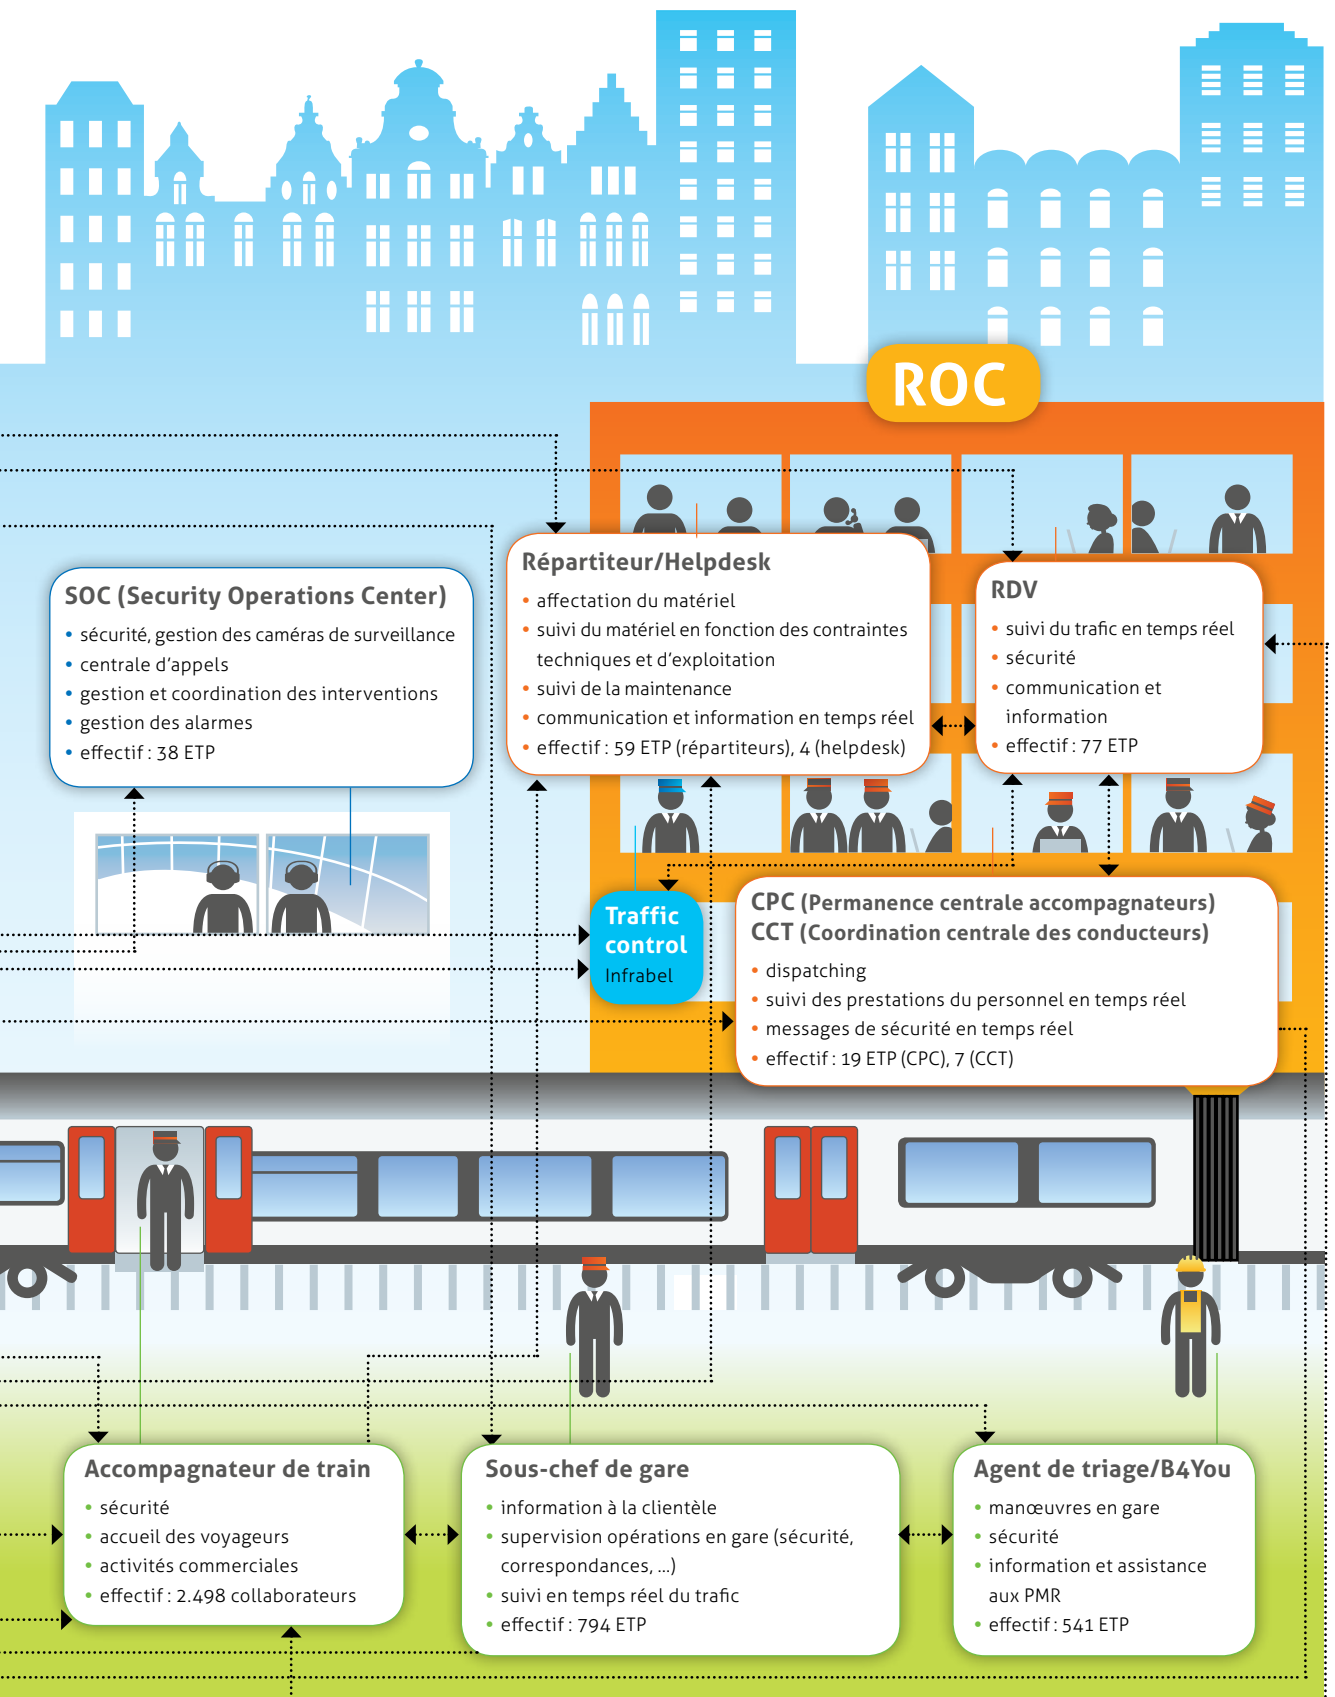 ROC
Répartiteur/Helpdesk
• affectation du matériel
• suivi du matériel en fonction des contraintes
techniques et d'exploitation
• suivi de la maintenance
• communication et information en temps réel
• effectif : 59 ETP (répartiteurs), 4 (helpdesk)
RDV
• suivi du trafic en temps réel
• sécurité
• communication et
information
• effectif : 77 ETP
SOC (Security Operations Center)
• sécurité, gestion des caméras de surveillance
• centrale d'appels
• gestion et coordination des interventions
• gestion des alarmes
• effectif : 38 ETP
Traffic
control
Infrabel
CPC (Permanence centrale accompagnateurs)
CCT (Coordination centrale des conducteurs)
• dispatching
• suivi des prestations du personnel en temps réel
• messages de sécurité en temps réel
• effectif : 19 ETP (CPC), 7 (CCT)
Accompagnateur de train
• sécurité
• accueil des voyageurs
• activités commerciales
• effectif : 2.498 collaborateurs
Sous-chef de gare
• information à la clientèle
• supervision opérations en gare (sécurité,
correspondances, ...)
• suivi en temps réel du trafic
• effectif : 794 ETP
Agent de triage/B4You
• manœuvres en gare
• sécurité
• information et assistance
aux PMR
• effectif : 541 ETP